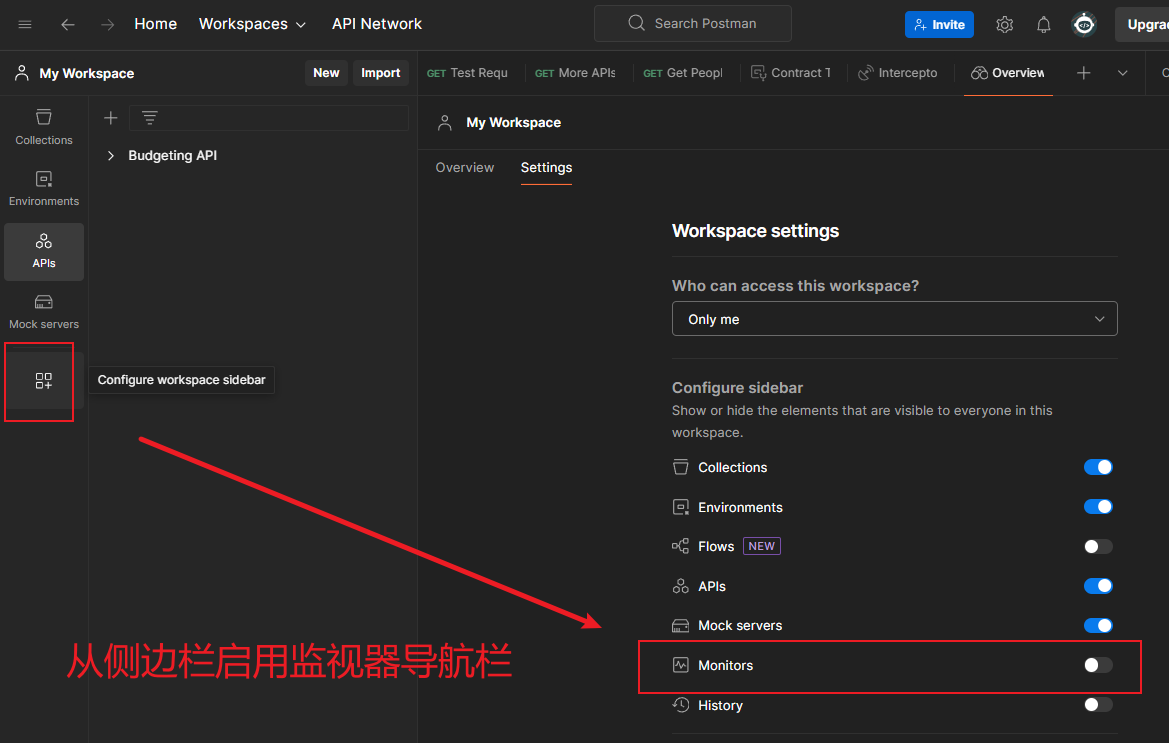 Home Workspaces API Network Search Postman Invite Upgrad
My Workspace New Import GET Test Requ GET More APIs GET Get Peopl Contract T Intercepto Overview
Collections
Environments
APIs
Mock servers
Budgeting API
Configure workspace sidebar
从侧边栏启用监视器导航栏
My Workspace
Overview Settings
Workspace settings
Who can access this workspace?
Only me
Configure sidebar
Show or hide the elements that are visible to everyone in this
workspace.
Collections
Environments
Flows NEW
APIs
Mock servers
Monitors
History